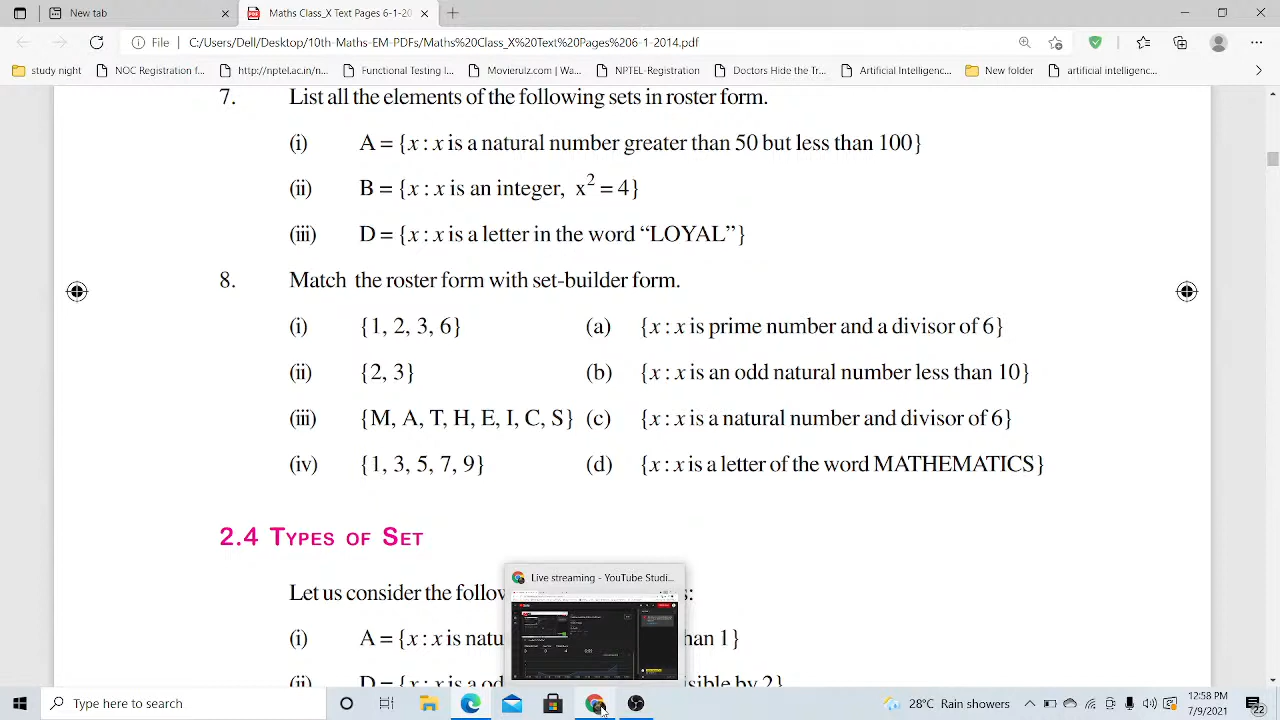 New tab
Maths Class_X Text Pages 6-1-20
File C:/Users/Dell/Desktop/10th-Maths-EM-PDFs/Maths%20Class_X%20Text%20Pages%206-1-2014.pdf
study night NOC Registration f... http://nptel.ac.in/n... Functional Testing I... Movierulz.com | Wa... NPTEL-Registration Doctors Hide the Tr... Artificial Intelligenc... New folder artificial intelligenc...
7. List all the elements of the following sets in roster form.
(i) A = {x : x is a natural number greater than 50 but less than 100}
(ii) B = {x : x is an integer, x² = 4}
(iii) D = {x : x is a letter in the word “LOYAL”}
8. Match the roster form with set-builder form.
(i) {1, 2, 3, 6} (a) {x : x is prime number and a divisor of 6}
(ii) {2, 3} (b) {x : x is an odd natural number less than 10}
(iii) {M, A, T, H, E, I, C, S} (c) {x : x is a natural number and divisor of 6}
(iv) {1, 3, 5, 7, 9} (d) {x : x is a letter of the word MATHEMATICS}
2.4 TYPES OF SET
Live streaming - YouTube Studi...
Let us consider the follow
(i) A = {x : x is natu han 1}
Type here to search
28°C Rain showers
12:58 PM
22